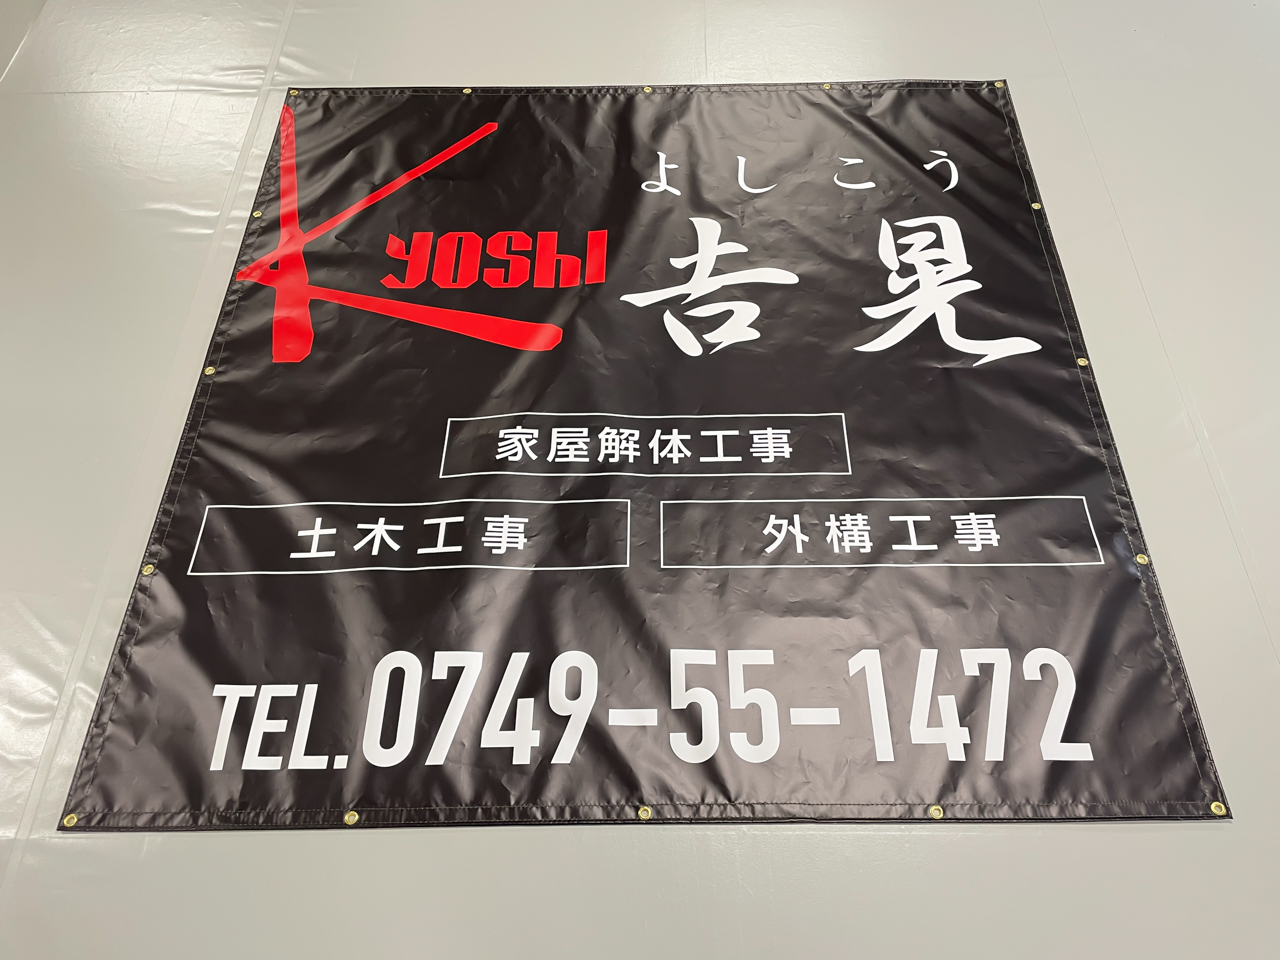 Kyoshi
よしこう
吉晃
家屋解体工事
土木工事
外構工事
TEL.0749-55-1472